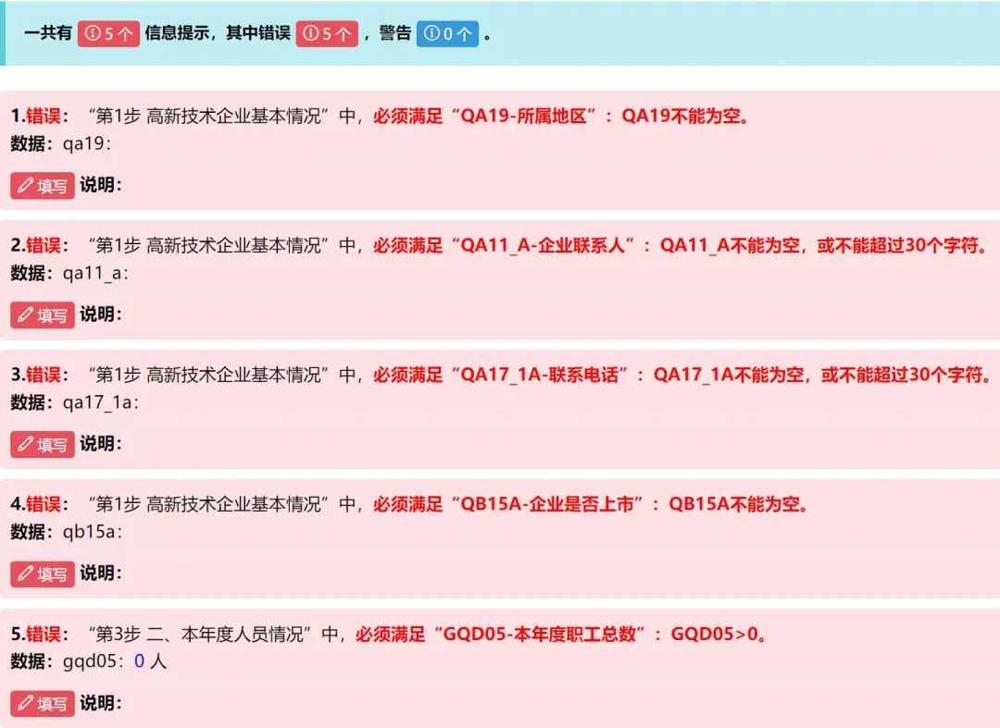 一共有 ⓘ5 个 信息提示，其中错误 ⓘ5 个 ，警告 ⓘ0 个 。
1.错误：“第1步 高新技术企业基本情况”中，必须满足“QA19-所属地区”：QA19不能为空。
数据：qa19：
填写 说明：
2.错误：“第1步 高新技术企业基本情况”中，必须满足“QA11_A-企业联系人”：QA11_A不能为空，或不能超过30个字符。
数据：qa11_a：
填写 说明：
3.错误：“第1步 高新技术企业基本情况”中，必须满足“QA17_1A-联系电话”：QA17_1A不能为空，或不能超过30个字符。
数据：qa17_1a：
填写 说明：
4.错误：“第1步 高新技术企业基本情况”中，必须满足“QB15A-企业是否上市”：QB15A不能为空。
数据：qb15a：
填写 说明：
5.错误：“第3步 二、本年度人员情况”中，必须满足“GQD05-本年度职工总数”：GQD05>0。
数据：gqd05：0 人
填写 说明：